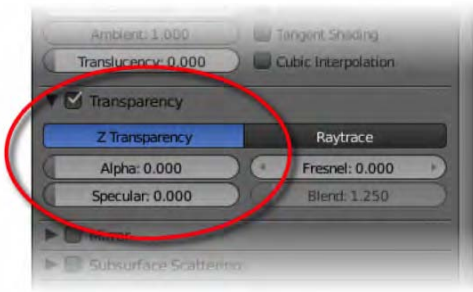 Ambient: 1.000
Tangent Shading
Translucency: 0.000
Cubic Interpolation
Transparency
Z Transparency
Raytrace
Alpha: 0.000
Fresnel: 0.000
Specular: 0.000
Blend: 1.250
Mirror
Subsurface Scattering